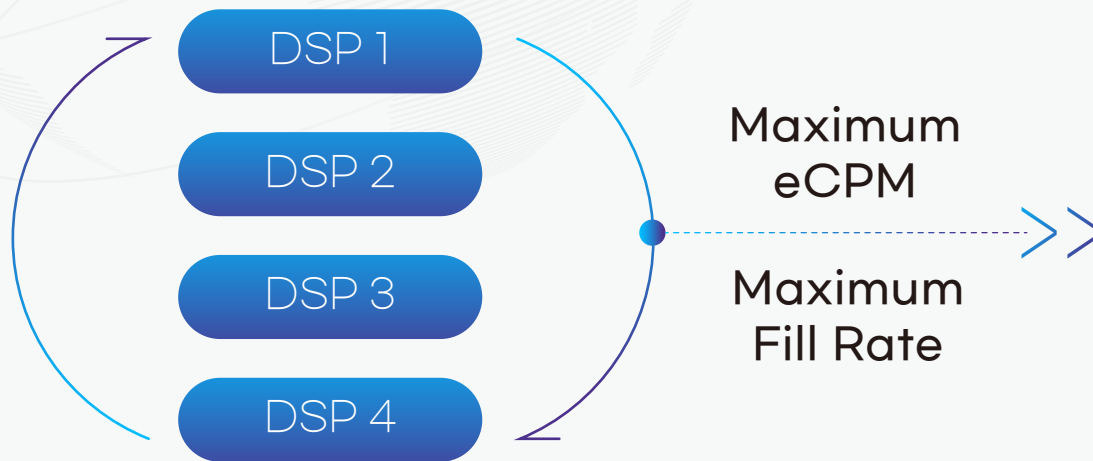 DSP 1
DSP 2
DSP 3
DSP 4
Maximum
eCPM
Maximum
Fill Rate